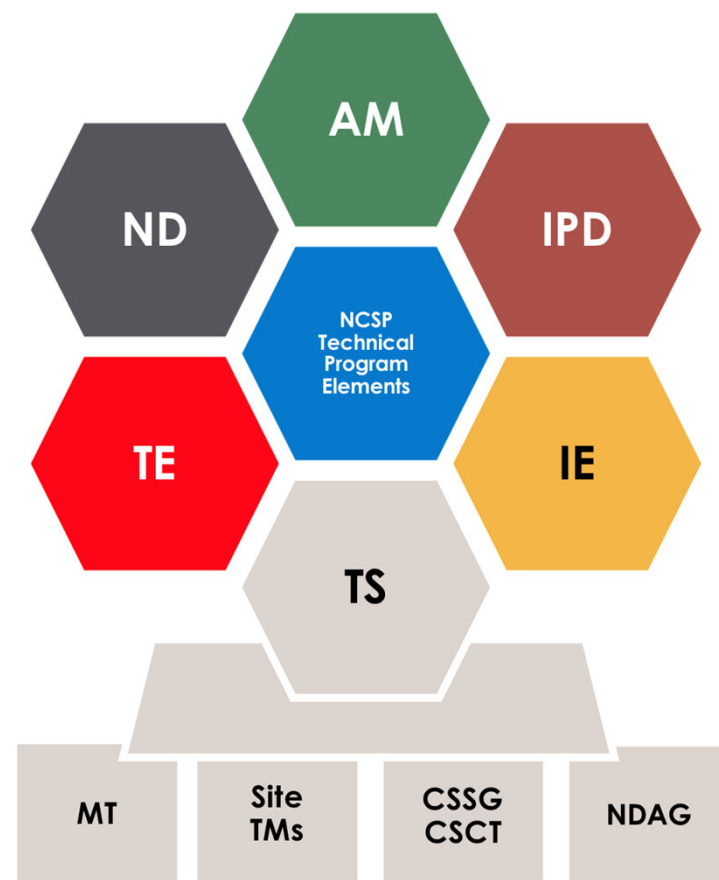 AM
ND
IPD
NCSP
Technical
Program
Elements
TE
IE
TS
MT
Site
TMs
CSSG
CSCT
NDAG